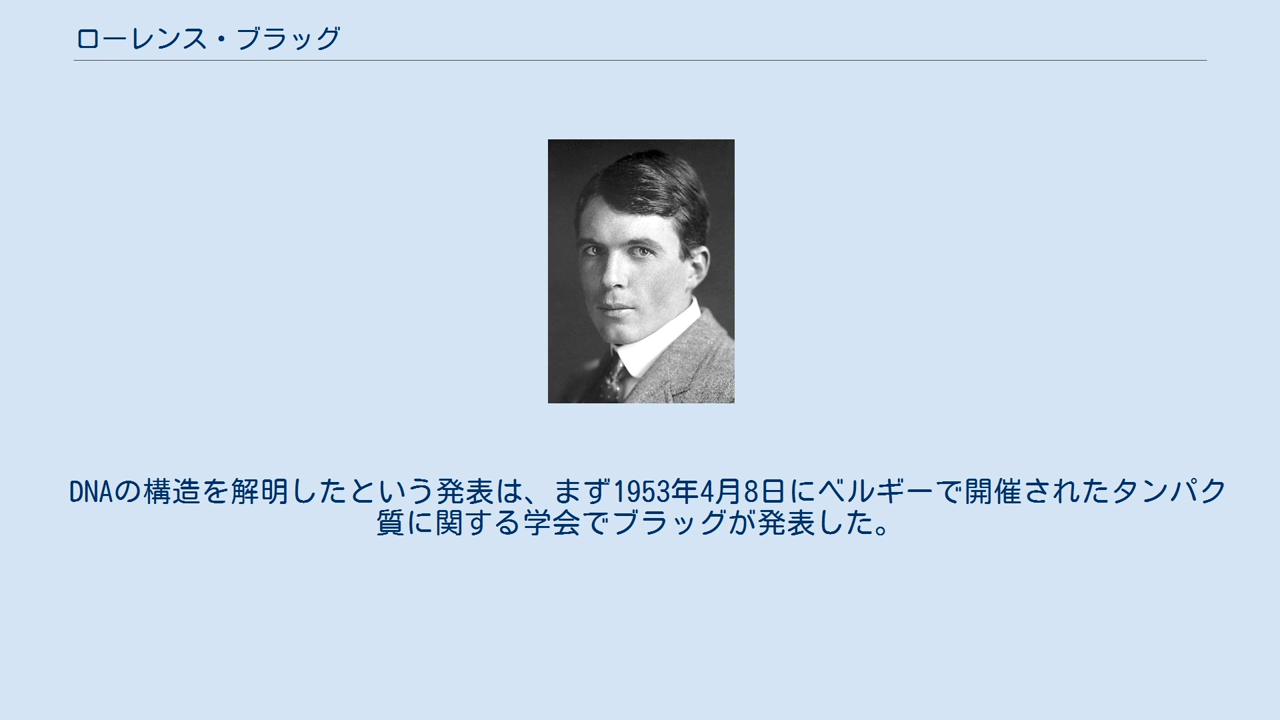 ローレンス・ブラッグ
DNAの構造を解明したという発表は、まず1953年4月8日にベルギーで開催されたタンパク
質に関する学会でブラッグが発表した。